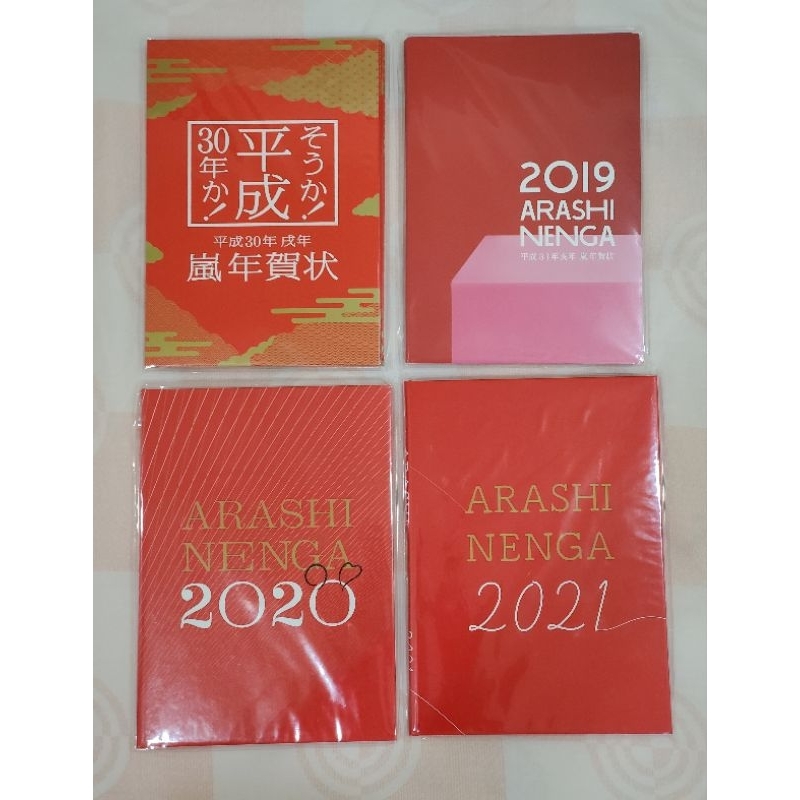 そうか!
平成
30年か!
平成30年 戌年
嵐年賀状
2019
ARASHI
NENGA
平成31年亥年 嵐年賀状
ARASHI
NENGA
2020
ARASHI
NENGA
2021